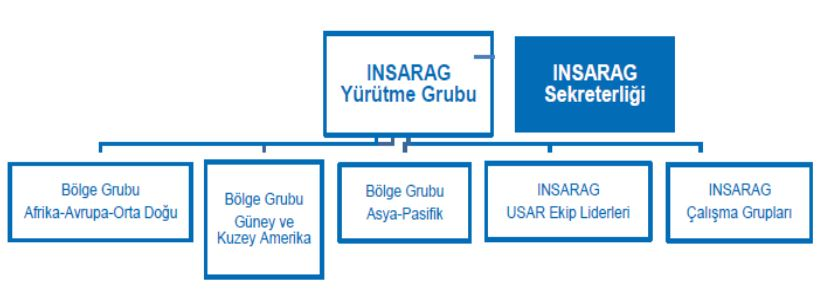 INSARAG
Yürütme Grubu
INSARAG
Sekreterliği
Bölge Grubu
Afrika-Avrupa-Orta Doğu
Bölge Grubu
Güney ve
Kuzey Amerika
Bölge Grubu
Asya-Pasifik
INSARAG
USAR Ekip Liderleri
INSARAG
Çalışma Grupları